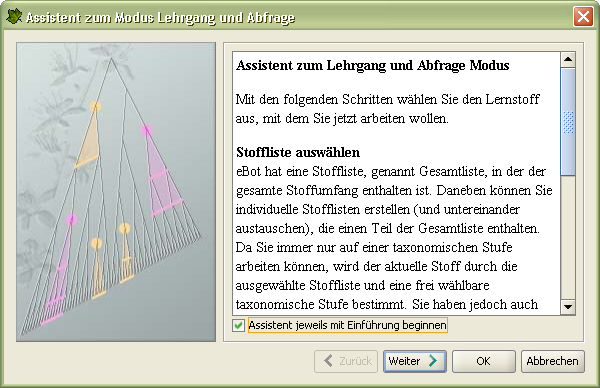 Assistent zum Modus Lehrgang und Abfrage
Assistent zum Lehrgang und Abfrage Modus
Mit den folgenden Schritten wählen Sie den Lernstoff
aus, mit dem Sie jetzt arbeiten wollen.
Stoffliste auswählen
eBot hat eine Stoffliste, genannt Gesamtliste, in der der
gesamte Stoffumfang enthalten ist. Daneben können Sie
individuelle Stofflisten erstellen (und untereinander
austauschen), die einen Teil der Gesamtliste enthalten.
Da Sie immer nur auf einer taxonomischen Stufe
arbeiten können, wird der aktuelle Stoff durch die
ausgewählte Stoffliste und eine frei wählbare
taxonomische Stufe bestimmt. Sie haben jedoch auch
Assistent jeweils mit Einführung beginnen
Zurück Weiter OK Abbrechen